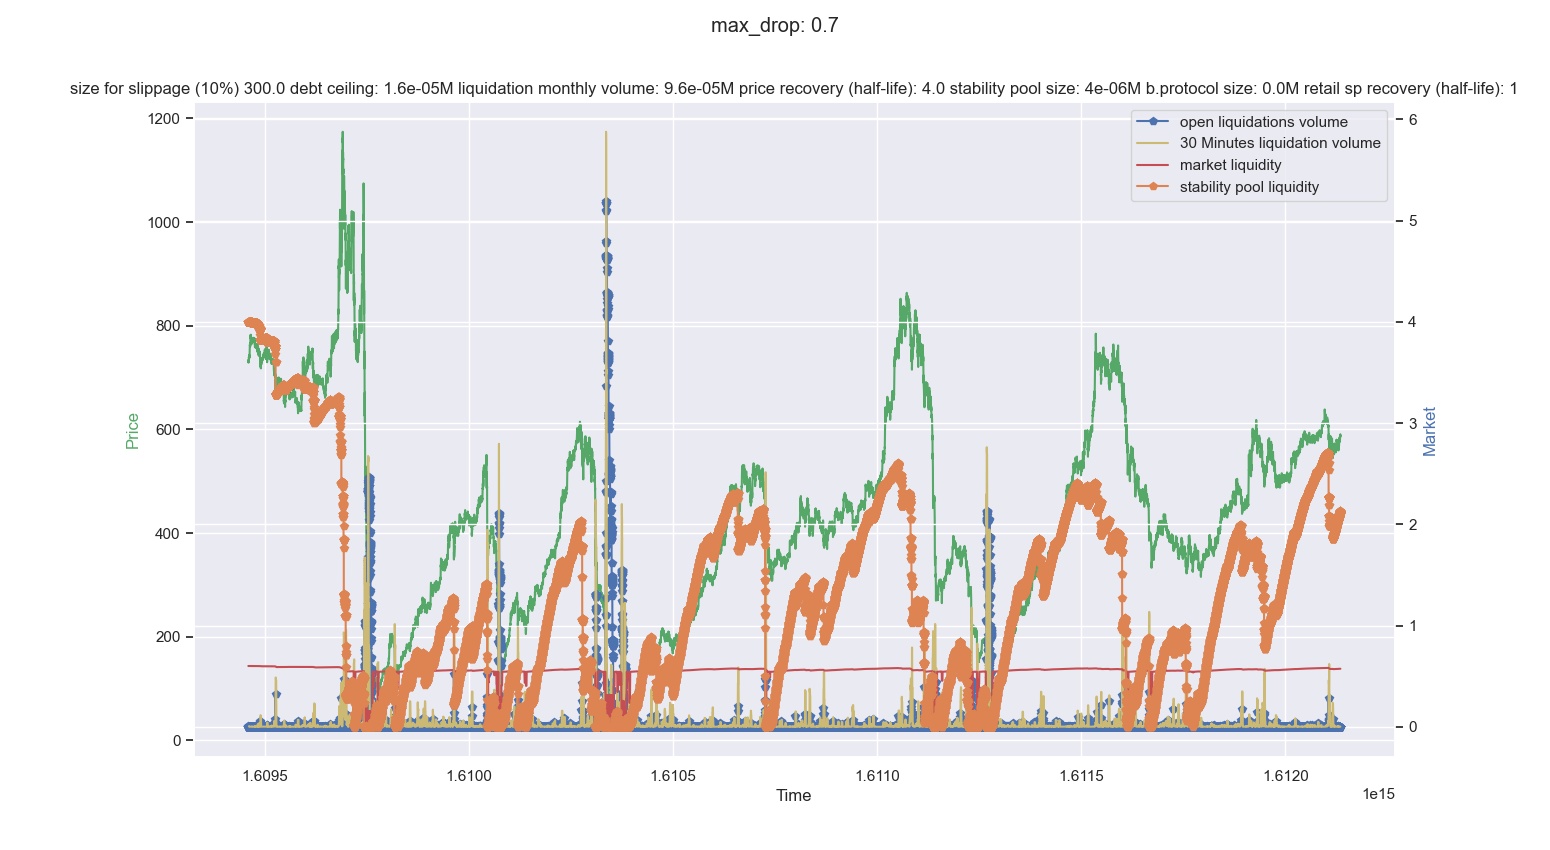 max_drop: 0.7
size for slippage (10%) 300.0 debt ceiling: 1.6e-05M liquidation monthly volume: 9.6e-05M price recovery (half-life): 4.0 stability pool size: 4e-06M b.protocol size: 0.0M retail sp recovery (half-life): 1
open liquidations volume
30 Minutes liquidation volume
market liquidity
stability pool liquidity
1200
1000
800
600
400
200
0
Price
6
5
4
3
2
1
0
Market
1.6095 1.6100 1.6105 1.6110 1.6115 1.6120
1e15
Time